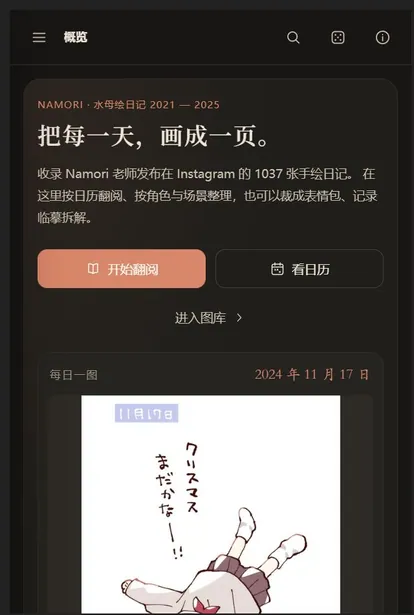 概览
NAMORI · 水母绘日记 2021 — 2025
把每一天，画成一页。
收录 Namori 老师发布在 Instagram 的 1037 张手绘日记。 在
这里按日历翻阅、按角色与场景整理，也可以裁成表情包、记录
临摹拆解。
开始翻阅
看日历
进入图库
每日一图
2024 年 11 月 17 日
11月17日
クリスマス
まだかな——!!